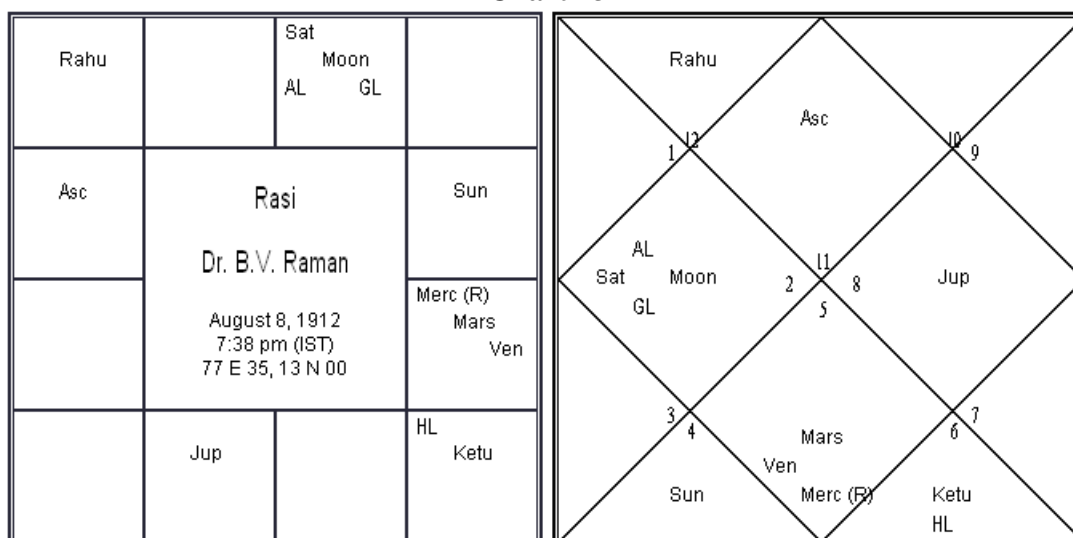 Rahu
Sat
Moon
AL GL
Asc
Rasi
Sun
Dr. B.V. Raman
August 8, 1912
7:38 pm (IST)
77 E 35, 13 N 00
Merc (R)
Mars
Ven
Jup
HL
Ketu
Rahu
Asc
12
10
1
9
AL
Sat Moon
GL
11
2 8
5
Jup
3
4
7
6
Mars
Ven
Sun
Merc (R)
Ketu
HL